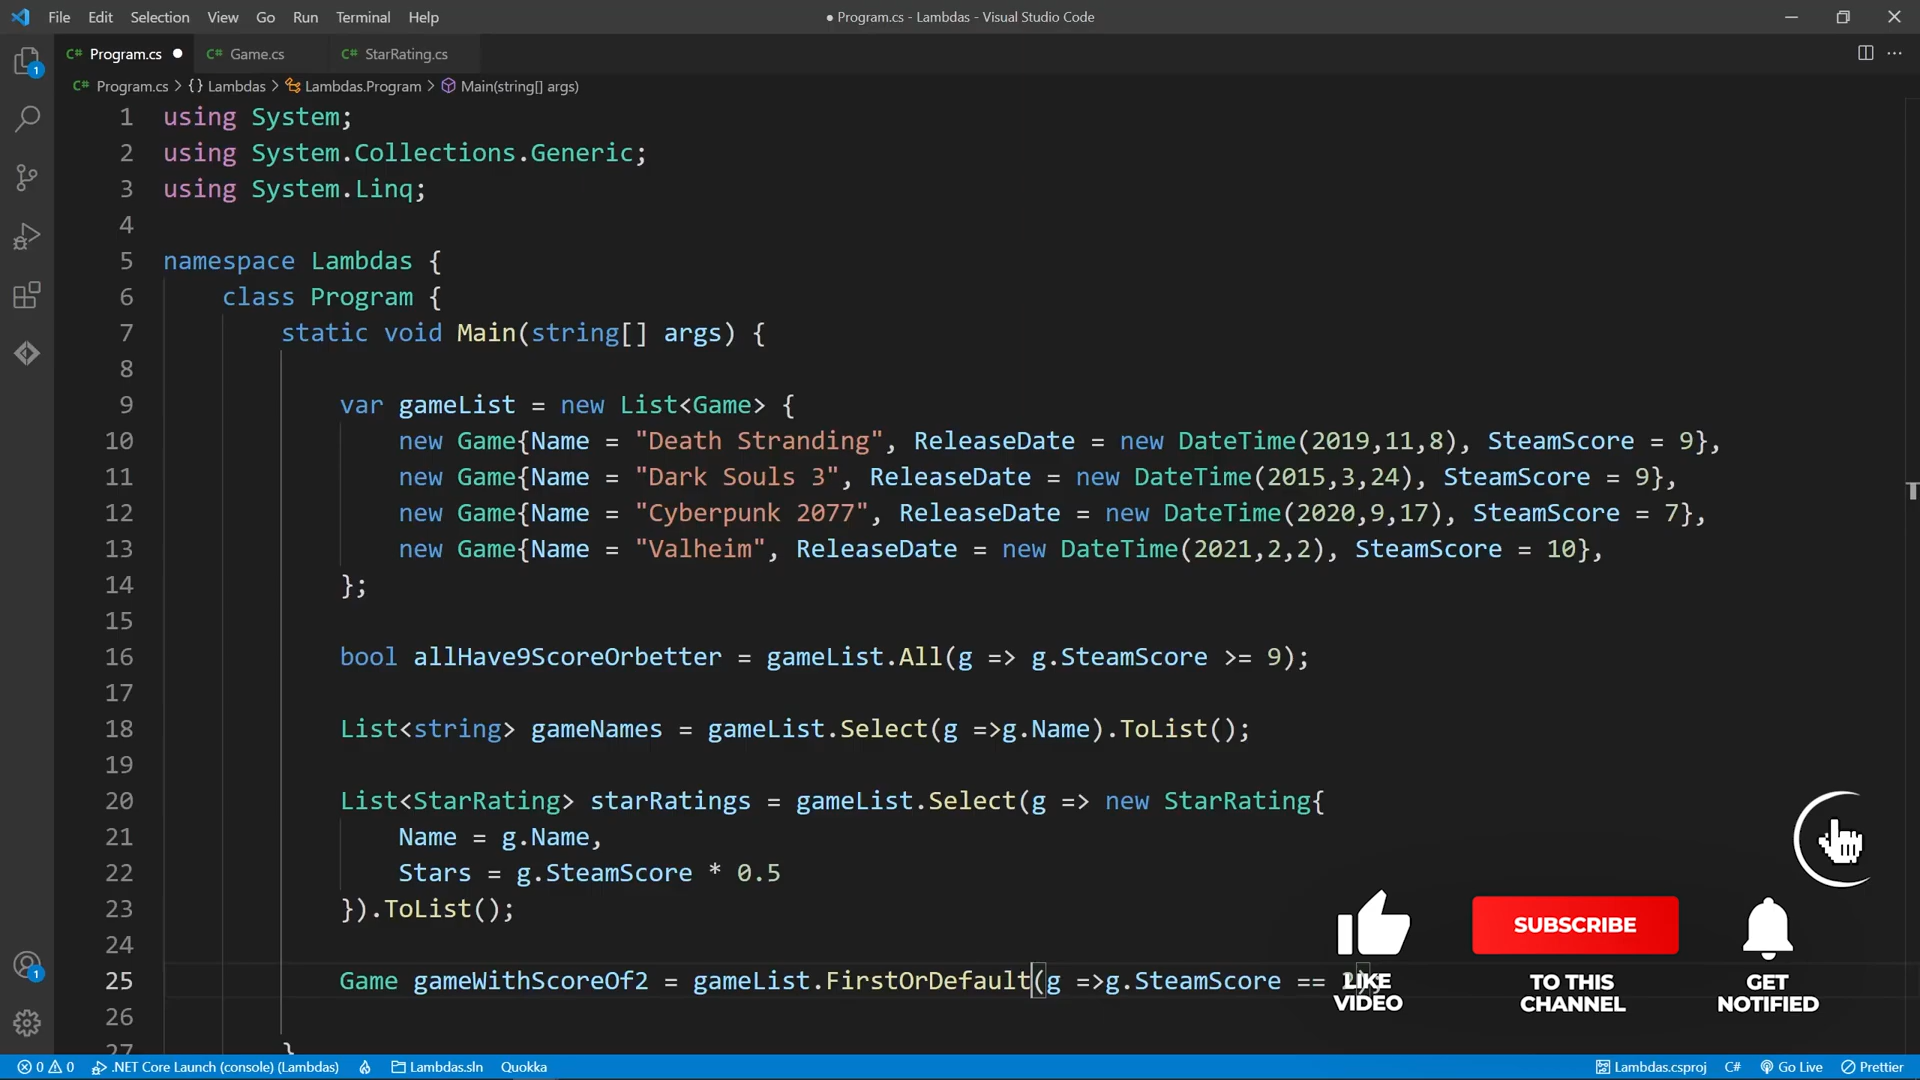 File Edit Selection View Go Run Terminal Help
● Program.cs - Lambdas - Visual Studio Code
C# Program.cs ● C# Game.cs C# StarRating.cs
C# Program.cs > {} Lambdas > Lambdas.Program > Main(string[] args)
1 using System;
2 using System.Collections.Generic;
3 using System.Linq;
4
5 namespace Lambdas {
6 class Program {
7 static void Main(string[] args) {
8
9 var gameList = new List<Game> {
10 new Game{Name = "Death Stranding", ReleaseDate = new DateTime(2019,11,8), SteamScore = 9},
11 new Game{Name = "Dark Souls 3", ReleaseDate = new DateTime(2015,3,24), SteamScore = 9},
12 new Game{Name = "Cyberpunk 2077", ReleaseDate = new DateTime(2020,9,17), SteamScore = 7},
13 new Game{Name = "Valheim", ReleaseDate = new DateTime(2021,2,2), SteamScore = 10},
14 };
15
16 bool allHave9ScoreOrbetter = gameList.All(g => g.SteamScore >= 9);
17
18 List<string> gameNames = gameList.Select(g =>g.Name).ToList();
19
20 List<StarRating> starRatings = gameList.Select(g => new StarRating{
21 Name = g.Name,
22 Stars = g.SteamScore * 0.5
23 }).ToList();
24
25 Game gameWithScoreOf2 = gameList.FirstOrDefault(g =>g.SteamScore ==
26
27 }
SUBSCRIBE
LIKE VIDEO
TO THIS CHANNEL
GET NOTIFIED
1
1
0 0 .NET Core Launch (console) (Lambdas) Lambdas.sln Quokka Lambdas.csproj C# Go Live Prettier